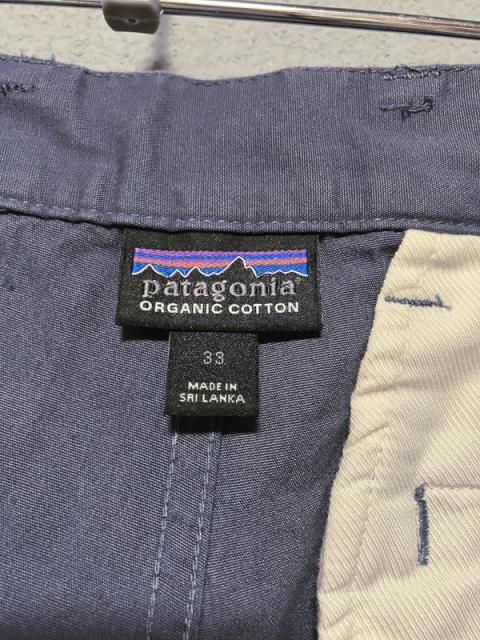 patagonia
ORGANIC COTTON
33
MADE IN
SRI LANKA